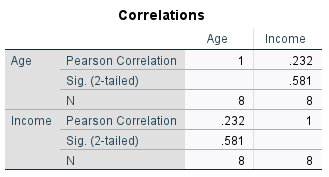 Correlations
Age Income
Age Pearson Correlation 1 .232
Sig. (2-tailed) .581
N 8 8
Income Pearson Correlation .232 1
Sig. (2-tailed) .581
N 8 8